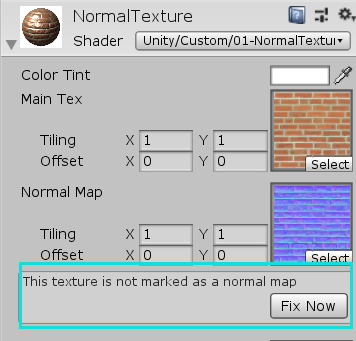 NormalTexture
Shader Unity/Custom/01-NormalTextur
Color Tint
Main Tex
Tiling X 1 Y 1
Offset X 0 Y 0
Select
Normal Map
Tiling X 1 Y 1
Offset X 0 Y 0
Select
This texture is not marked as a normal map
Fix Now